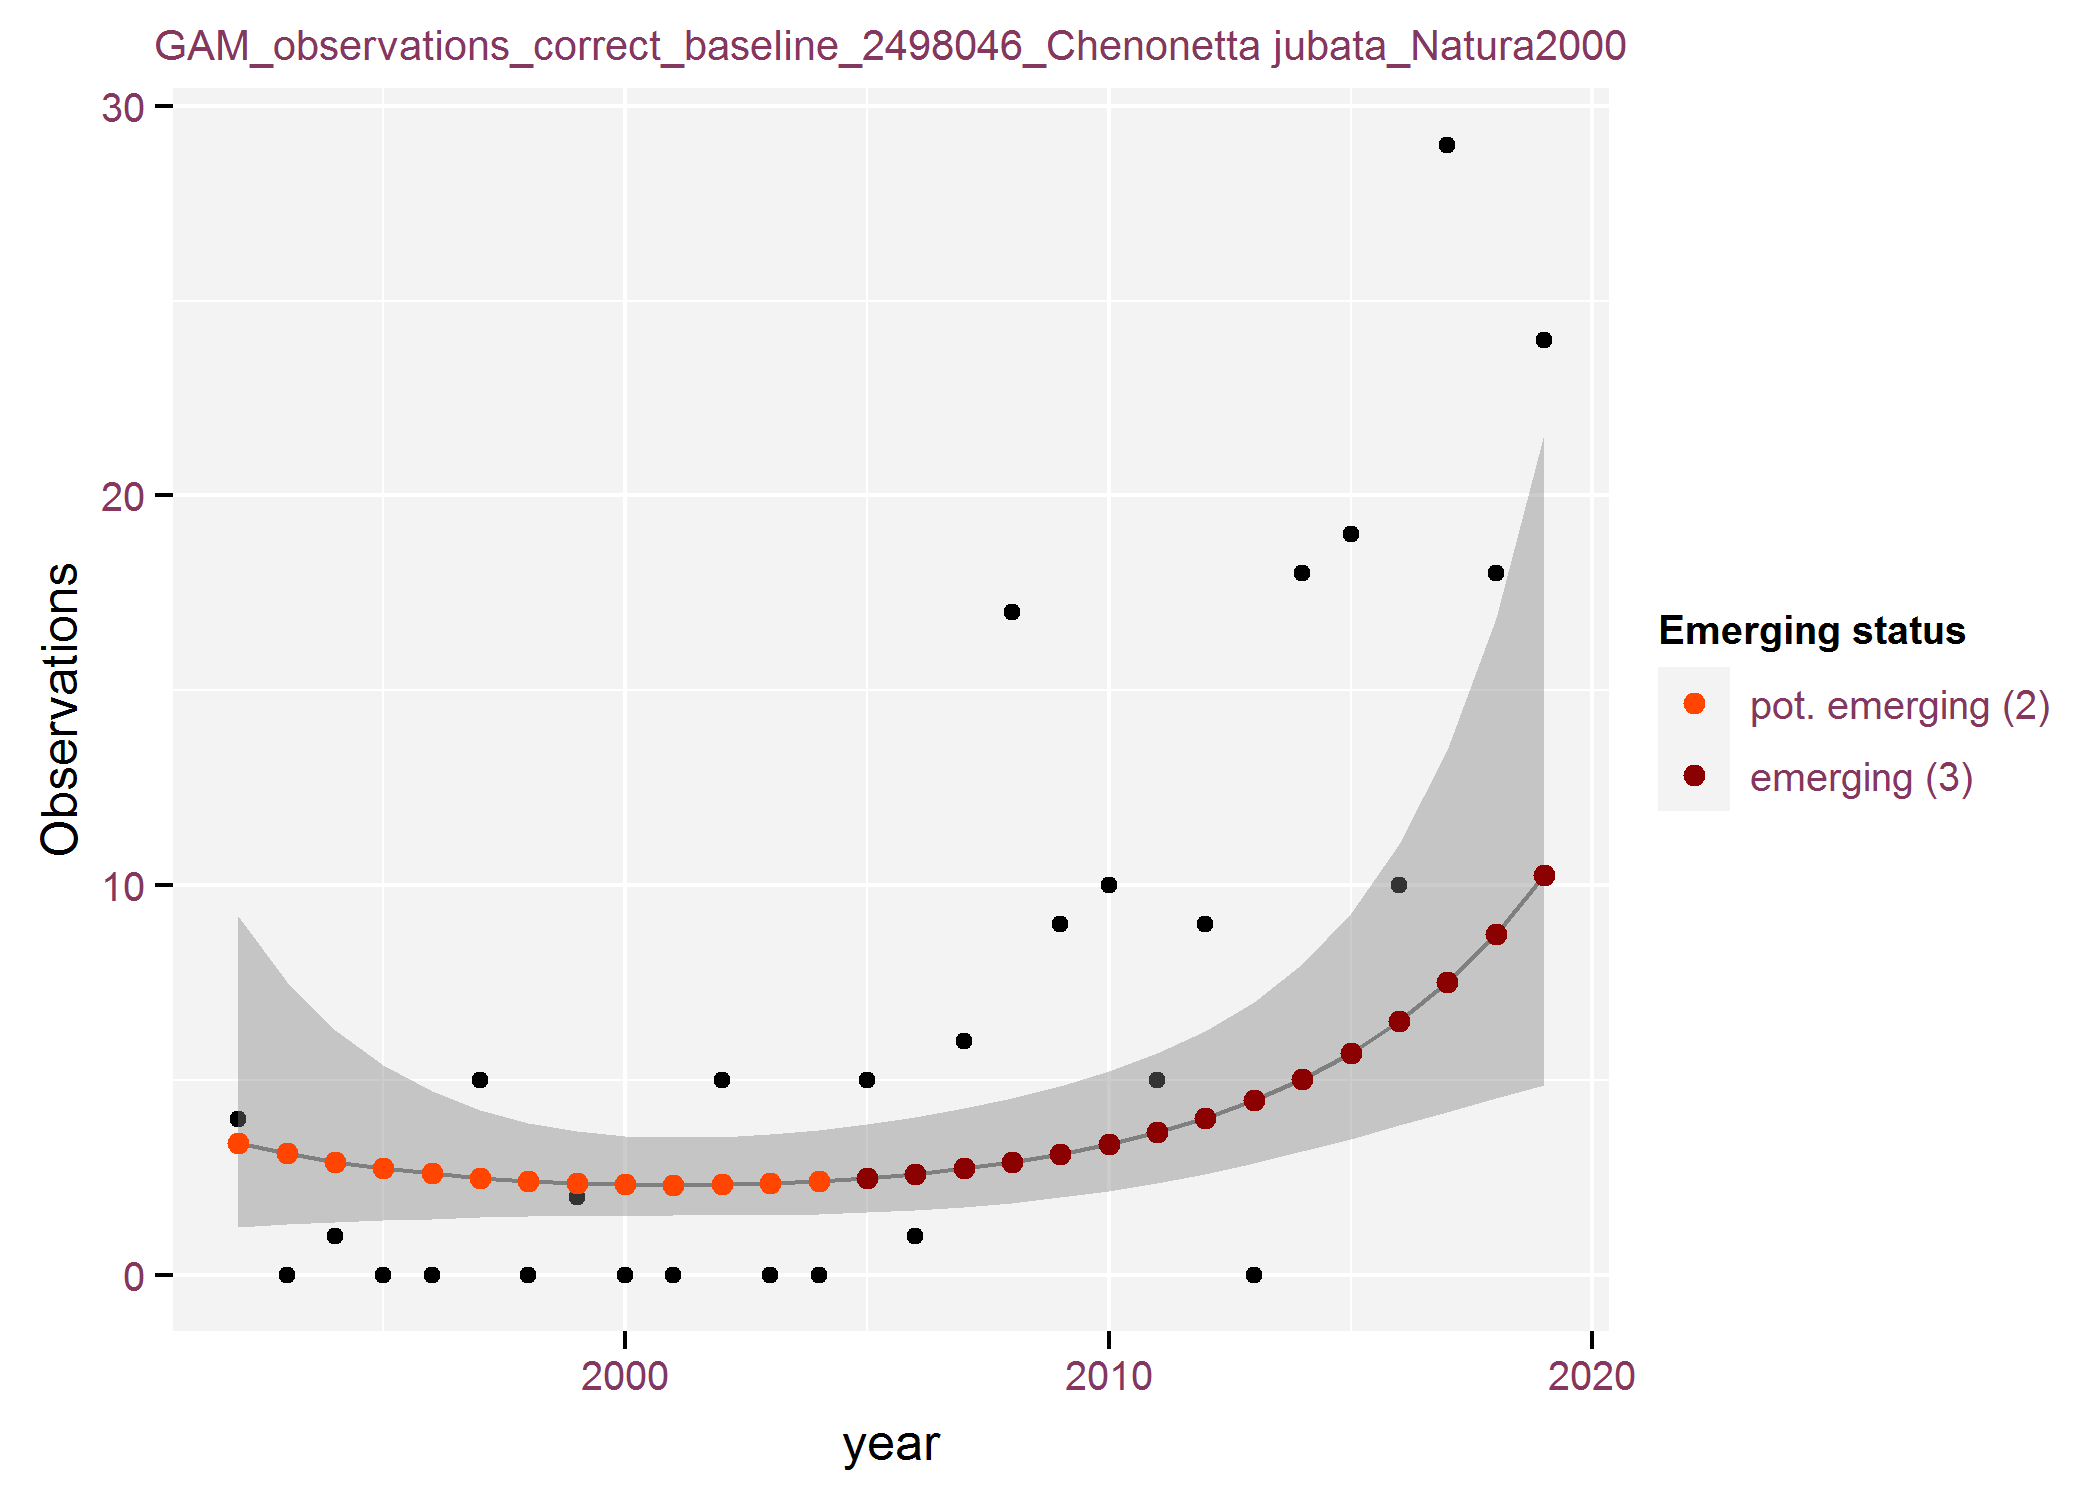 GAM_observations_correct_baseline_2498046_Chenonetta jubata_Natura2000
30
20
10
0
Observations
2000
2010
2020
year
Emerging status
pot. emerging (2)
emerging (3)